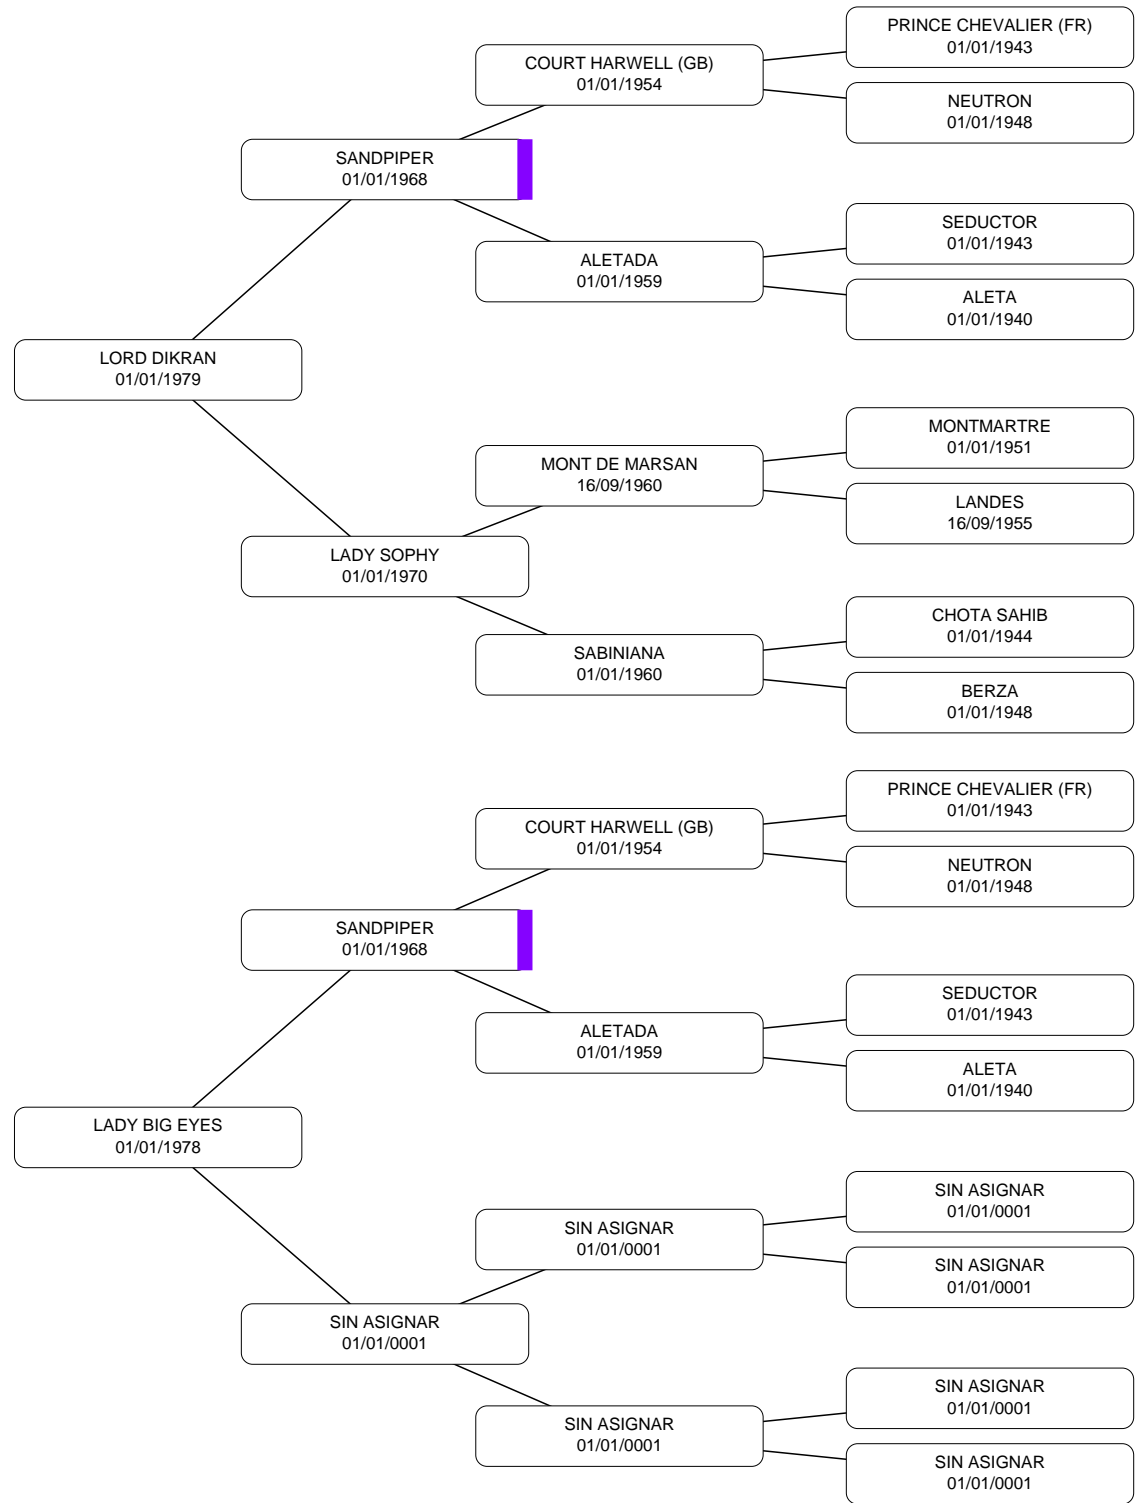 PRINCE CHEVALIER (FR)
01/01/1943
COURT HARWELL (GB)
01/01/1954
NEUTRON
01/01/1948
SANDPIPER
01/01/1968
SEDUCTOR
01/01/1943
ALETADA
01/01/1959
ALETA
01/01/1940
LORD DIKRAN
01/01/1979
MONTMARTRE
01/01/1951
MONT DE MARSAN
16/09/1960
LANDES
16/09/1955
LADY SOPHY
01/01/1970
CHOTA SAHIB
01/01/1944
SABINIANA
01/01/1960
BERZA
01/01/1948
PRINCE CHEVALIER (FR)
01/01/1943
COURT HARWELL (GB)
01/01/1954
NEUTRON
01/01/1948
SANDPIPER
01/01/1968
SEDUCTOR
01/01/1943
ALETADA
01/01/1959
ALETA
01/01/1940
LADY BIG EYES
01/01/1978
SIN ASIGNAR
01/01/0001
SIN ASIGNAR
01/01/0001
SIN ASIGNAR
01/01/0001
SIN ASIGNAR
01/01/0001
SIN ASIGNAR
01/01/0001
SIN ASIGNAR
01/01/0001
SIN ASIGNAR
01/01/0001